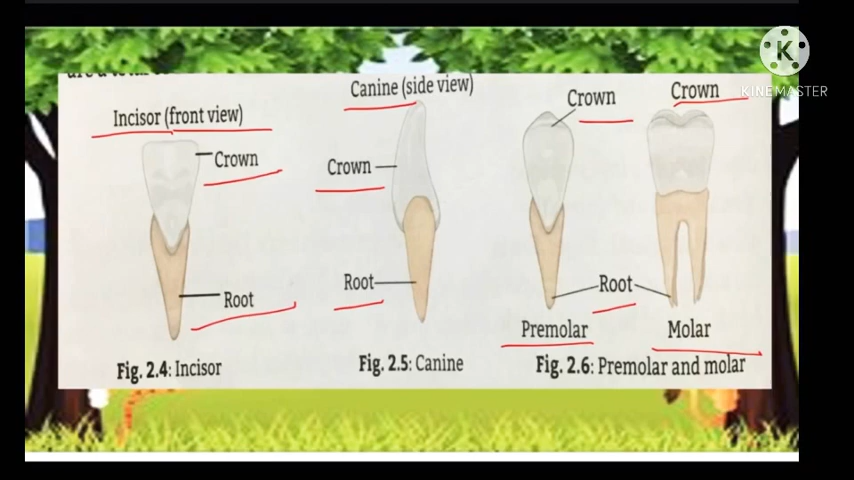 Canine (side view)
Incisor (front view)
Crown
Crown
Crown
Crown
Root
Root
Root
Premolar
Molar
Fig. 2.4: Incisor
Fig. 2.5: Canine
Fig. 2.6: Premolar and molar
K
KINEMASTER